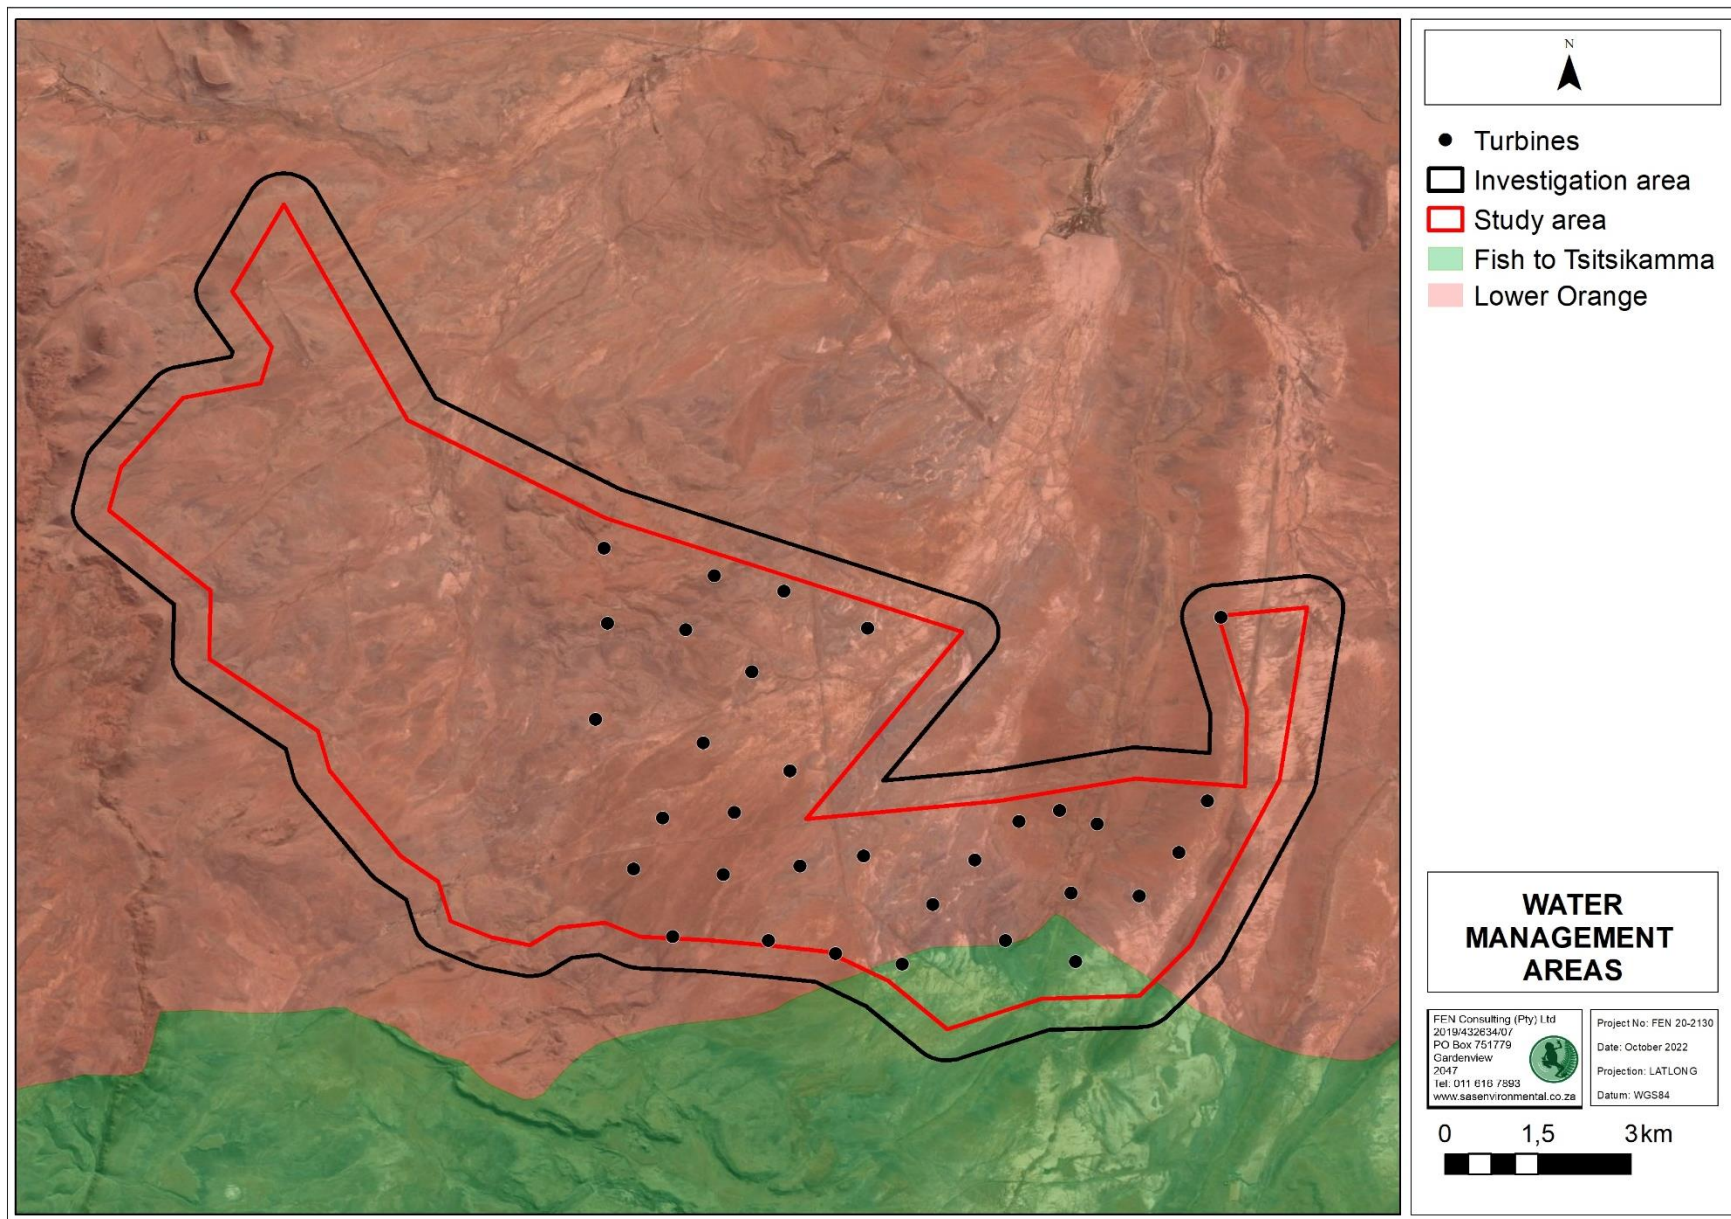 N
Turbines
Investigation area
Study area
Fish to Tsitsikamma
Lower Orange
WATER
MANAGEMENT
AREAS
FEN Consulting (Pty) Ltd
2019/432634/07
PO Box 751779
Gardenview
2047
Tel: 011 616 7893
www.sasenvironmental.co.za
Project No: FEN 20-2130
Date: October 2022
Projection: LATLONG
Datum: WGS84
0 1,5 3 km